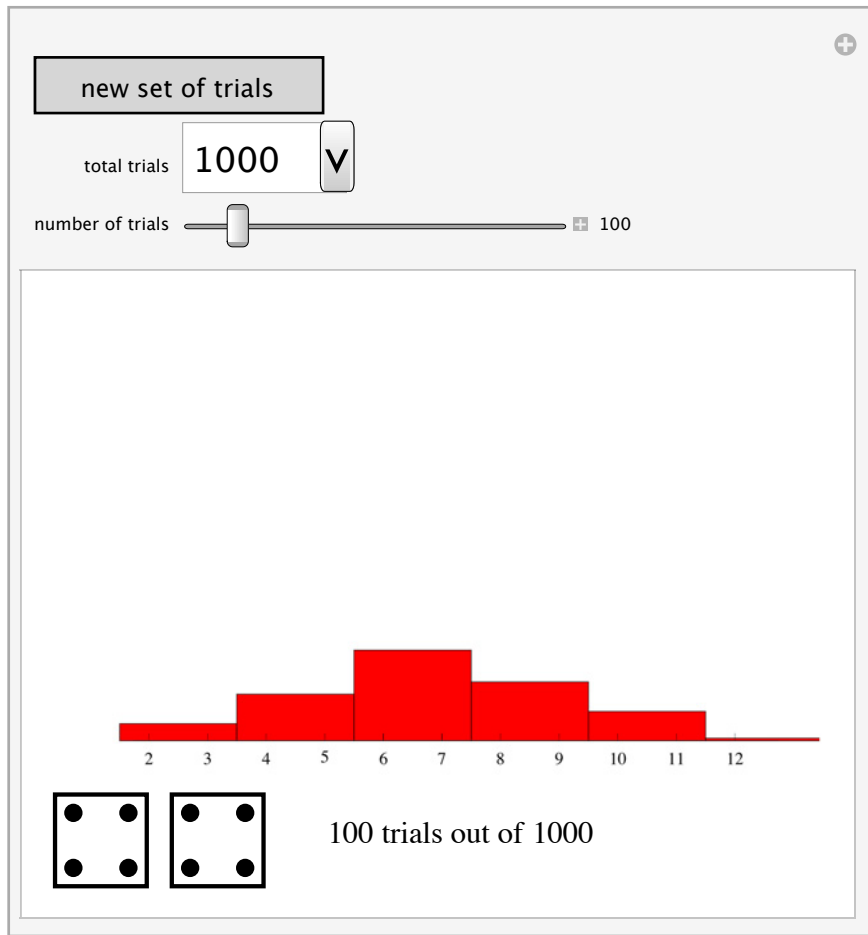 new set of trials
total trials 1000
number of trials 100
2 3 4 5 6 7 8 9 10 11 12
100 trials out of 1000